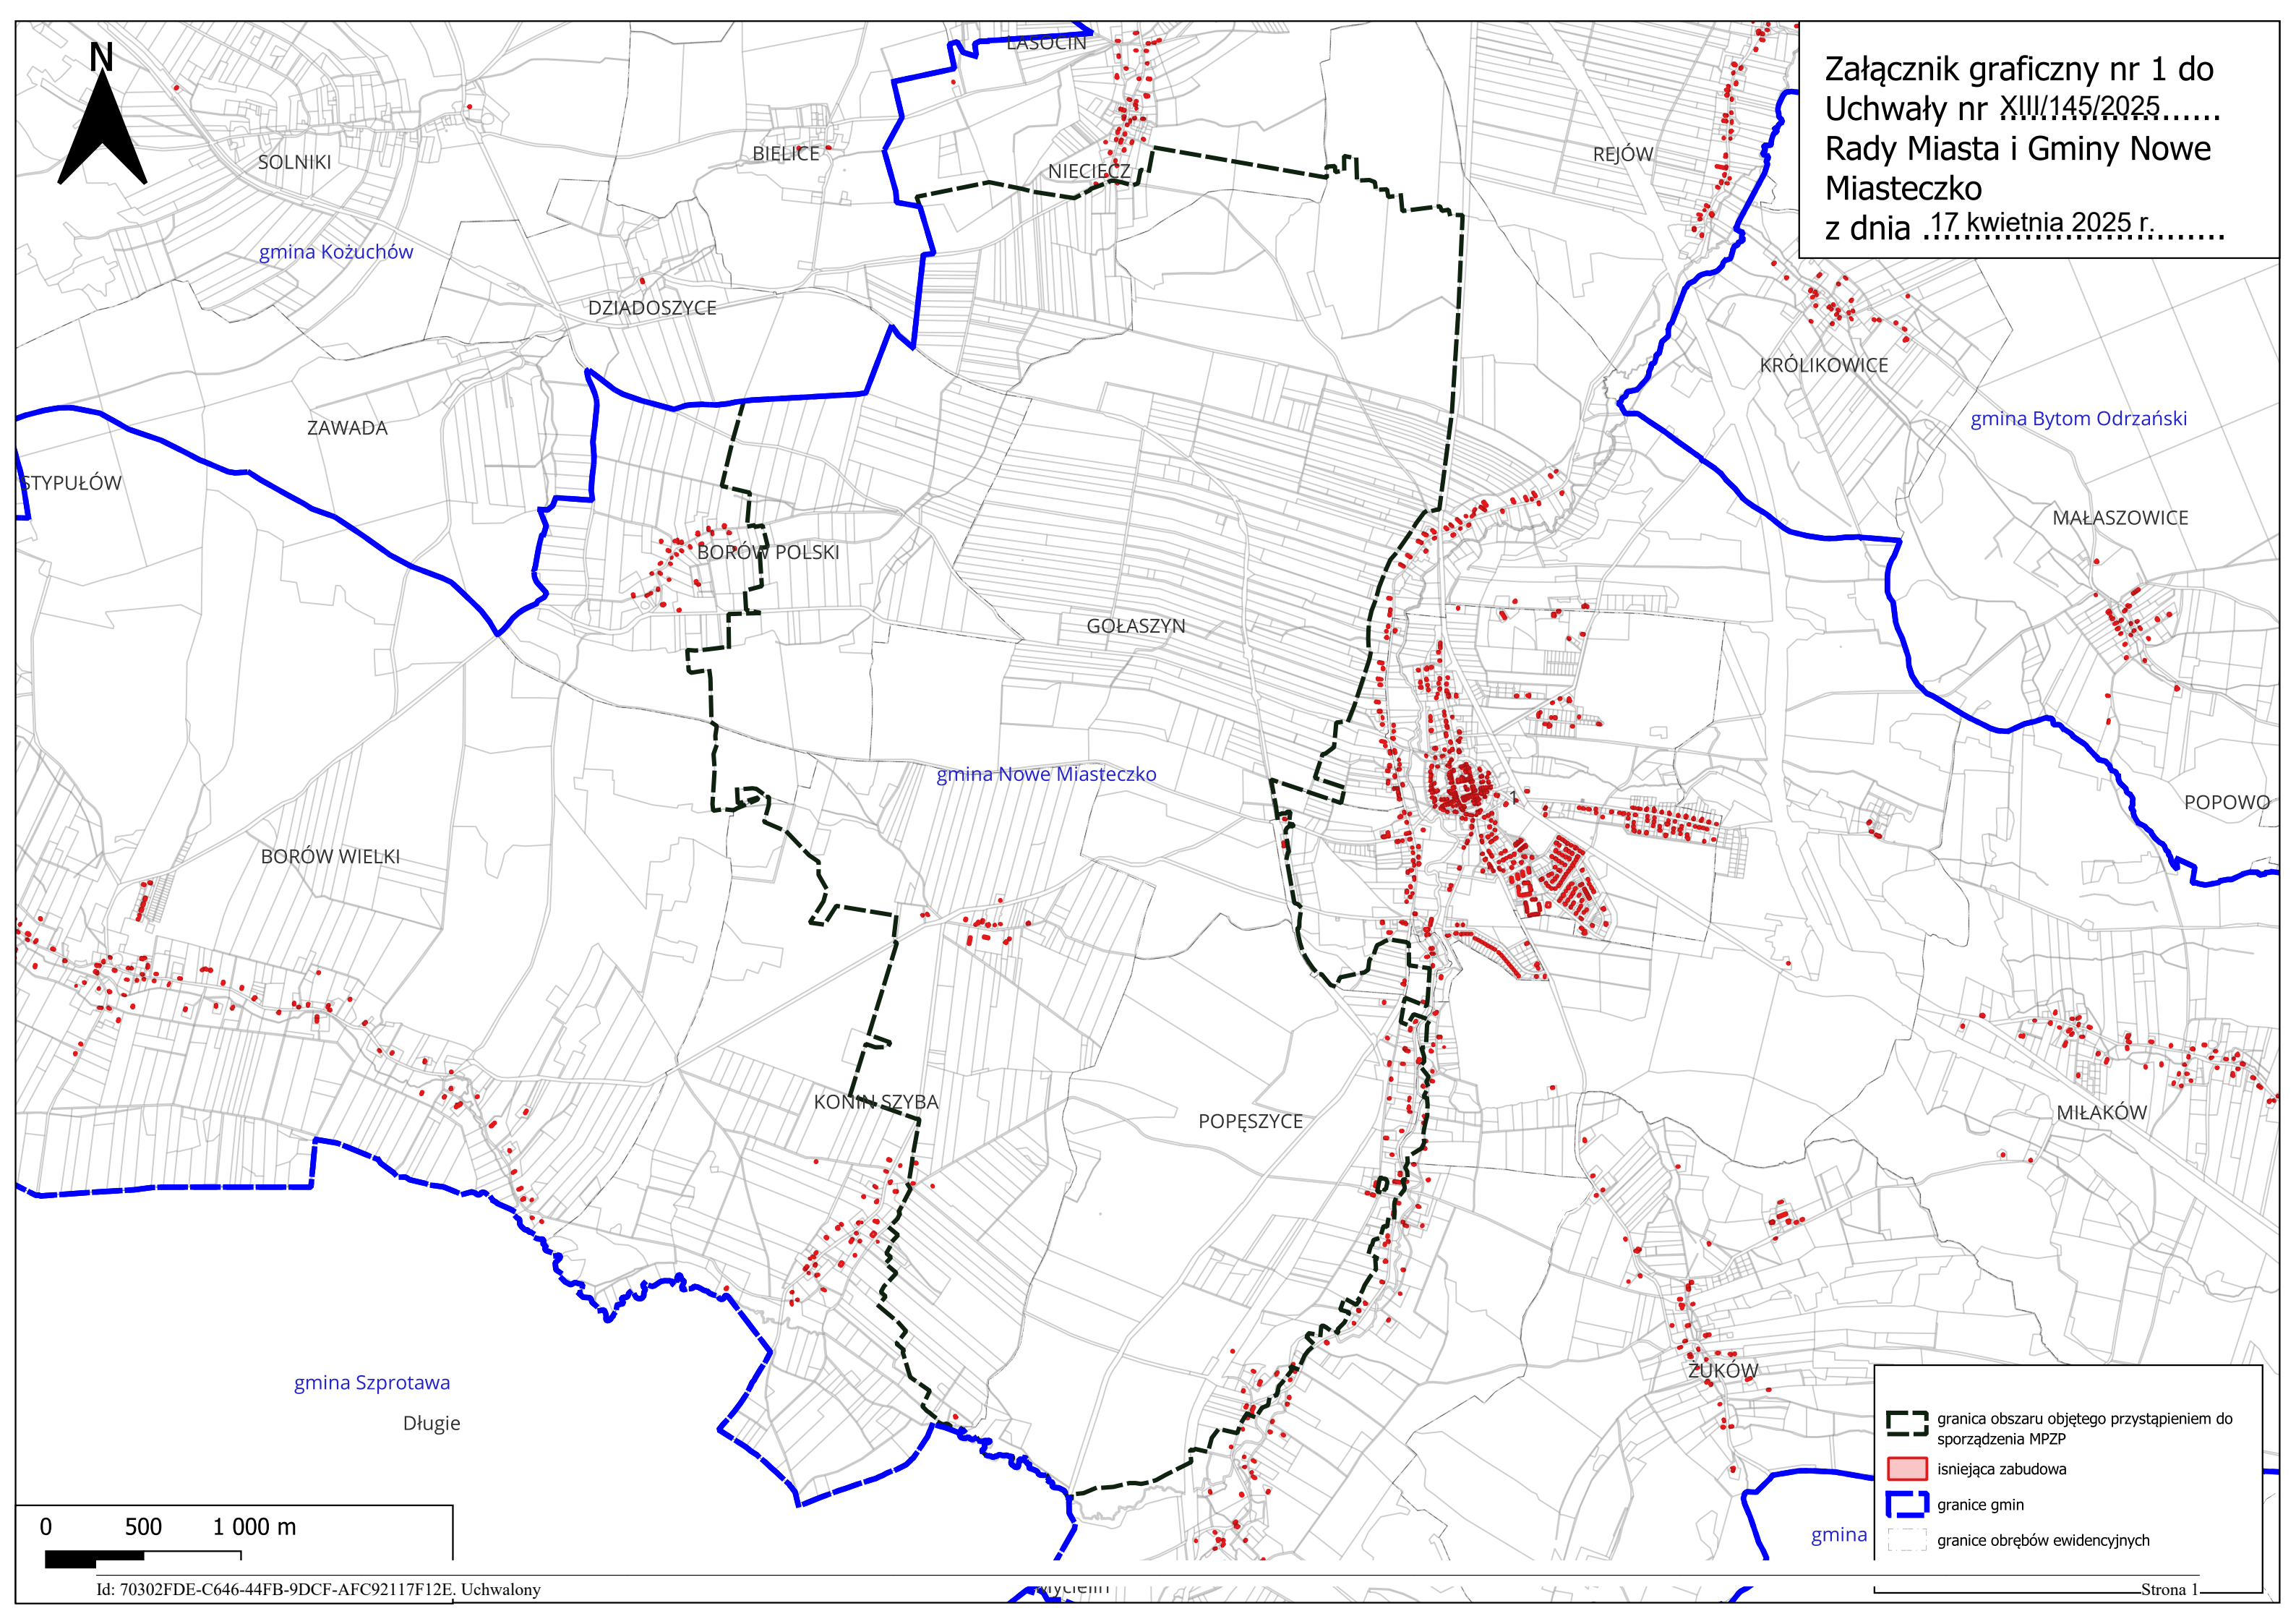 N
Załącznik graficzny nr 1 do
Uchwały nr XIII/145/2025
Rady Miasta i Gminy Nowe
Miasteczko
z dnia 17 kwietnia 2025 r.
LASOCIN
SOLNIKI
BIELICE
NIECIECZ
REJÓW
gmina Kożuchów
DZIADOSZYCE
KRÓLIKOWICE
ZAWADA
gmina Bytom Odrzański
STYPUŁÓW
MAŁASZOWICE
BORÓW POLSKI
GOŁASZYN
gmina Nowe Miasteczko
1
POPOWO
BORÓW WIELKI
KONIN SZYBA
POPĘSZYCE
MIŁAKÓW
ŻUKÓW
gmina Szprotawa
Długie
granica obszaru objętego przystąpieniem do
sporządzenia MPZP
isniejąca zabudowa
granice gmin
granice obrębów ewidencyjnych
gmina
0 500 1 000 m
Mycielin
Id: 70302FDE-C646-44FB-9DCF-AFC92117F12E. Uchwalony
Strona 1